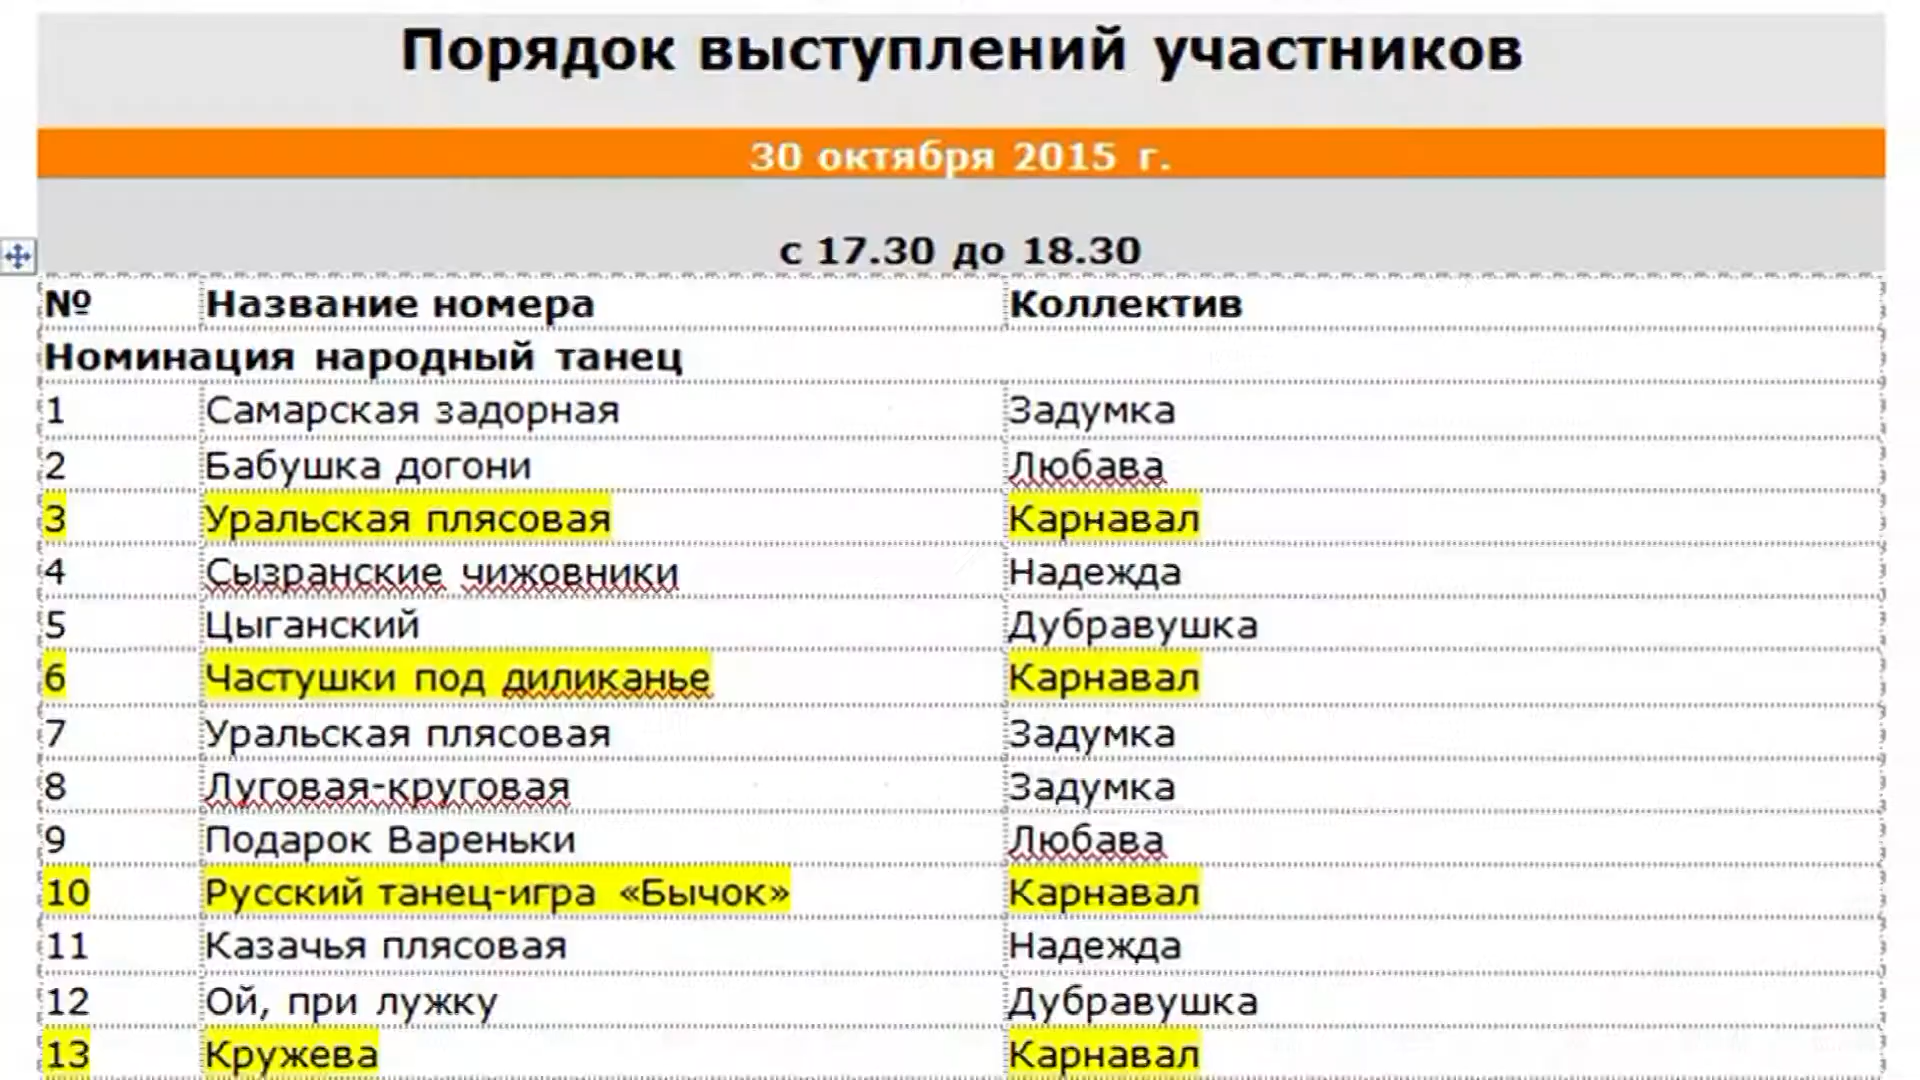 Порядок выступлений участников
30 октября 2015 г.
с 17.30 до 18.30
№ Название номера Коллектив
Номинация народный танец
1 Самарская задорная Задумка
2 Бабушка догони Любава
3 Уральская плясовая Карнавал
4 Сызранские чижовники Надежда
5 Цыганский Дубравушка
6 Частушки под диликанье Карнавал
7 Уральская плясовая Задумка
8 Луговая-круговая Задумка
9 Подарок Вареньки Любава
10 Русский танец-игра «Бычок» Карнавал
11 Казачья плясовая Надежда
12 Ой, при лужку Дубравушка
13 Кружева Карнавал